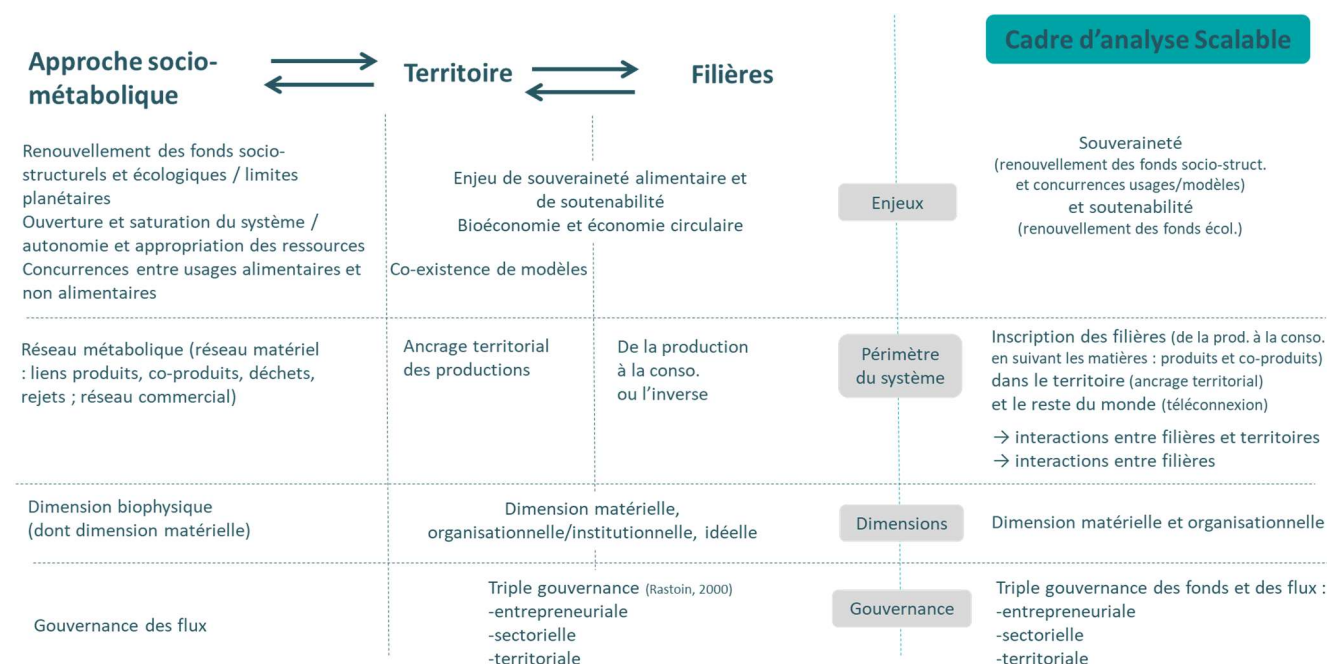 Approche socio-
métabolique
Territoire
Filières
Cadre d'analyse Scalable
Renouvellement des fonds socio-
structurels et écologiques / limites
planétaires
Ouverture et saturation du système /
autonomie et appropriation des ressources
Concurrences entre usages alimentaires et
non alimentaires
Enjeu de souveraineté alimentaire et
de soutenabilité
Bioéconomie et économie circulaire
Co-existence de modèles
Enjeux
Souveraineté
(renouvellement des fonds socio-struct.
et concurrences usages/modèles)
et soutenabilité
(renouvellement des fonds écol.)
Réseau métabolique (réseau matériel
: liens produits, co-produits, déchets,
rejets ; réseau commercial)
Ancrage territorial
des productions
De la production
à la conso.
ou l'inverse
Périmètre
du système
Inscription des filières (de la prod. à la conso.
en suivant les matières : produits et co-produits)
dans le territoire (ancrage territorial)
et le reste du monde (téléconnexion)
→ interactions entre filières et territoires
→ interactions entre filières
Dimension biophysique
(dont dimension matérielle)
Dimension matérielle,
organisationnelle/institutionnelle, idéelle
Dimensions
Dimension matérielle et organisationnelle
Gouvernance des flux
Triple gouvernance (Rastoin, 2000)
-entrepreneuriale
-sectorielle
-territoriale
Gouvernance
Triple gouvernance des fonds et des flux :
-entrepreneuriale
-sectorielle
-territoriale